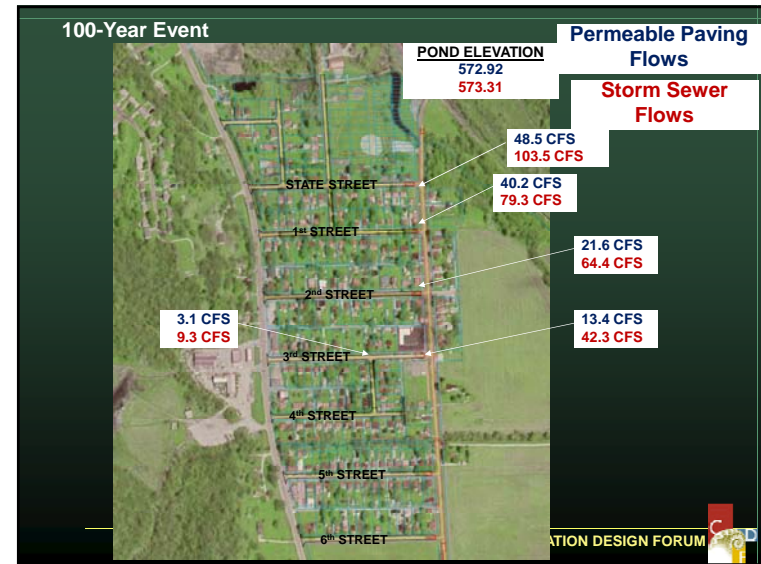 100-Year Event
Permeable Paving
Flows
Storm Sewer
Flows
POND ELEVATION
572.92
573.31
48.5 CFS
103.5 CFS
STATE STREET
40.2 CFS
79.3 CFS
1st STREET
21.6 CFS
64.4 CFS
2nd STREET
3.1 CFS
9.3 CFS
13.4 CFS
42.3 CFS
3rd STREET
4th STREET
5th STREET
6th STREET
ATION DESIGN FORUM
C
D
F